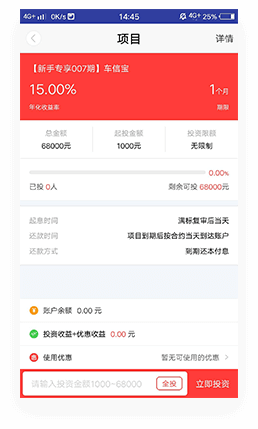 4G+ 0K/s 14:45 4G+ 25%
项目 详情
【新手专享007期】车信宝
15.00% 1个月
年化收益率 期限
总金额 起投金额 投资限额
68000元 1000元 无限制
0.00%
已投 0人 剩余可投 68000元
起息时间 满标复审后当天
还款时间 项目到期后按合约当天到达账户
还款方式 到期还本付息
账户余额 0.00 元
投资收益+优惠收益 0.00 元
使用优惠 暂无可使用的优惠
请输入投资金额1000~68000 全投 立即投资